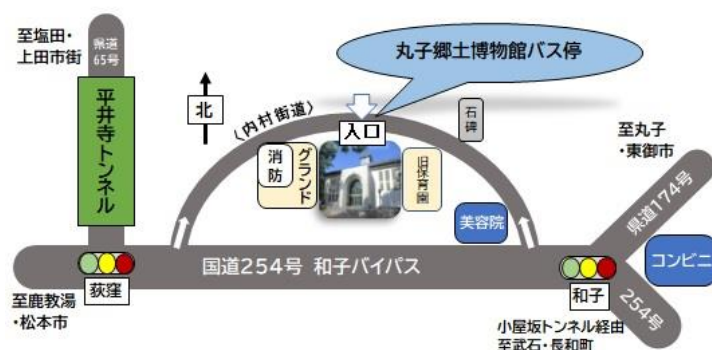 至塩田・
上田市街
県道
65号
平井寺トンネル
北
〈内村街道〉
丸子郷土博物館バス停
入口
石碑
消防
グランド
旧保育園
美容院
至丸子
・東御市
県道174号
コンビニ
254号
国道254号 和子バイパス
荻窪
和子
至鹿教湯
・松本市
小屋坂トンネル経由
至武石・長和町